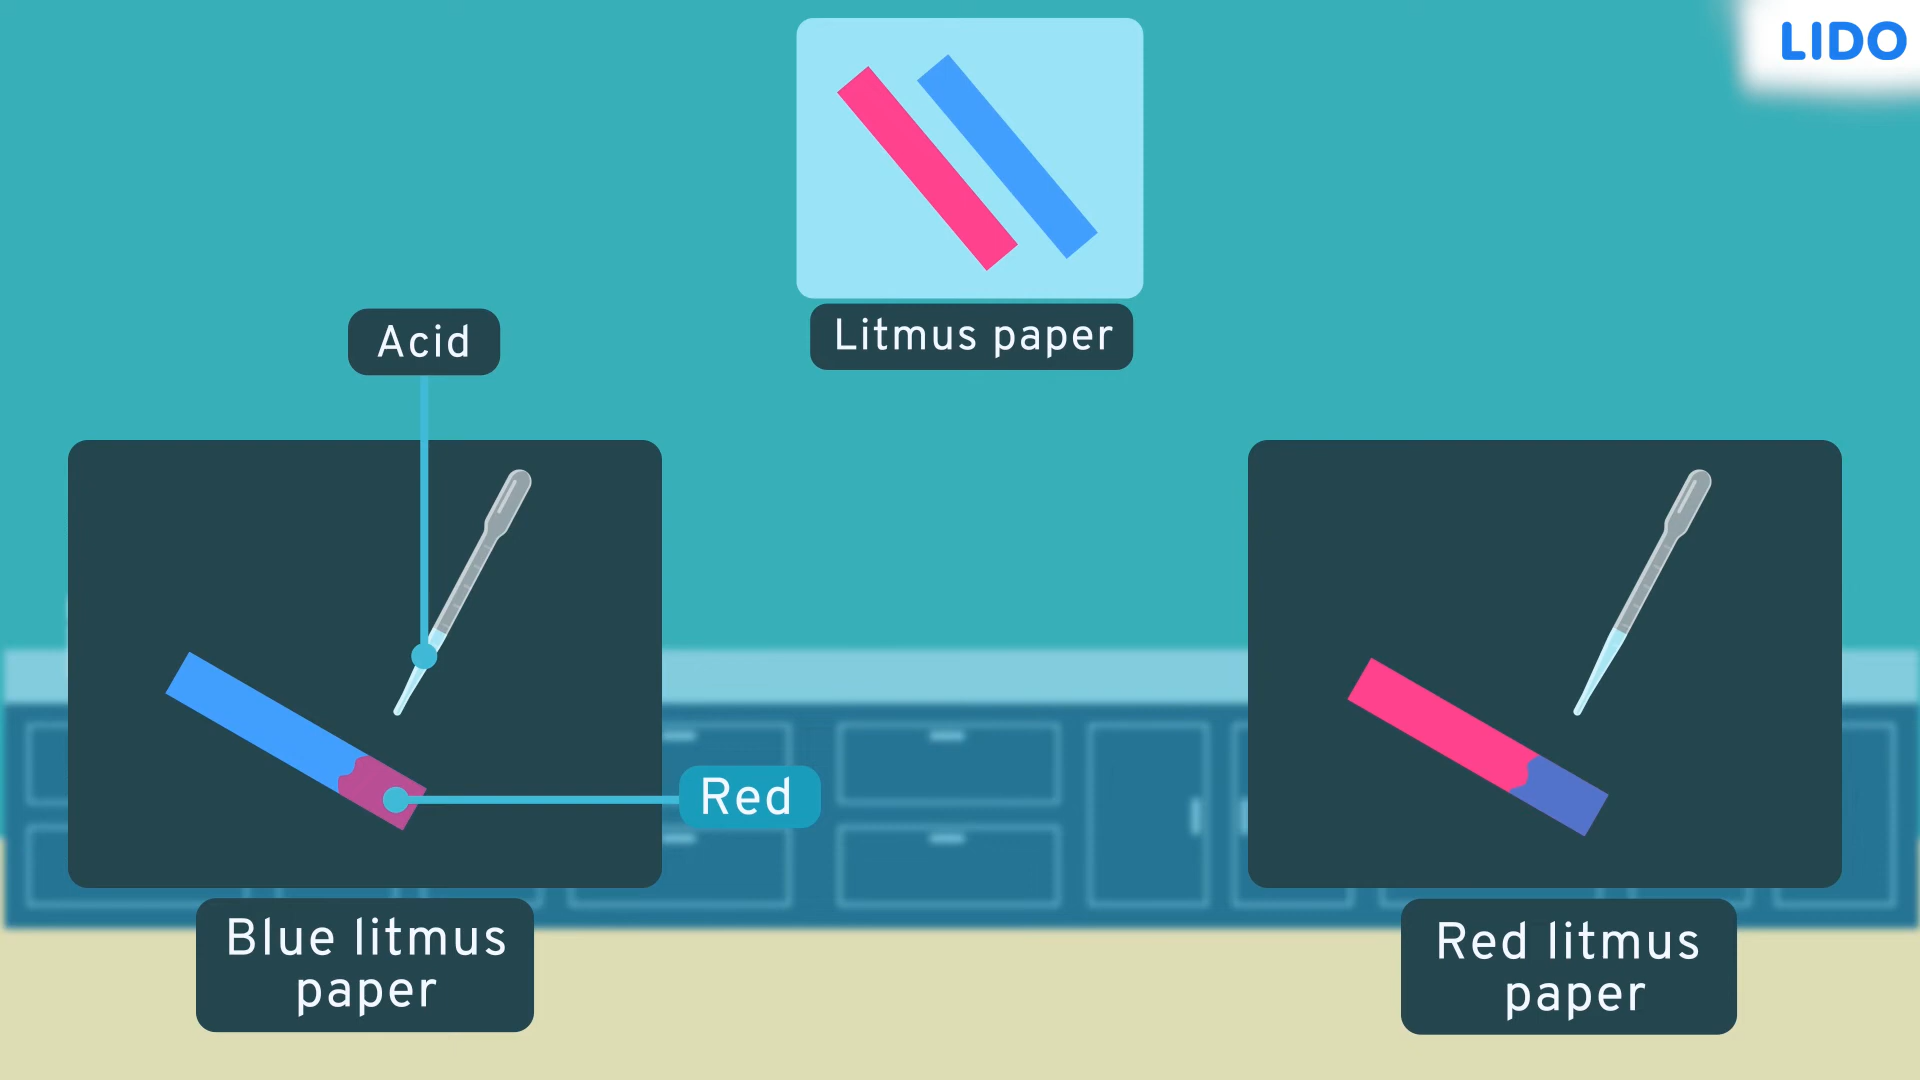 LIDO
Litmus paper
Acid
Red
Blue litmus
paper
Red litmus
paper